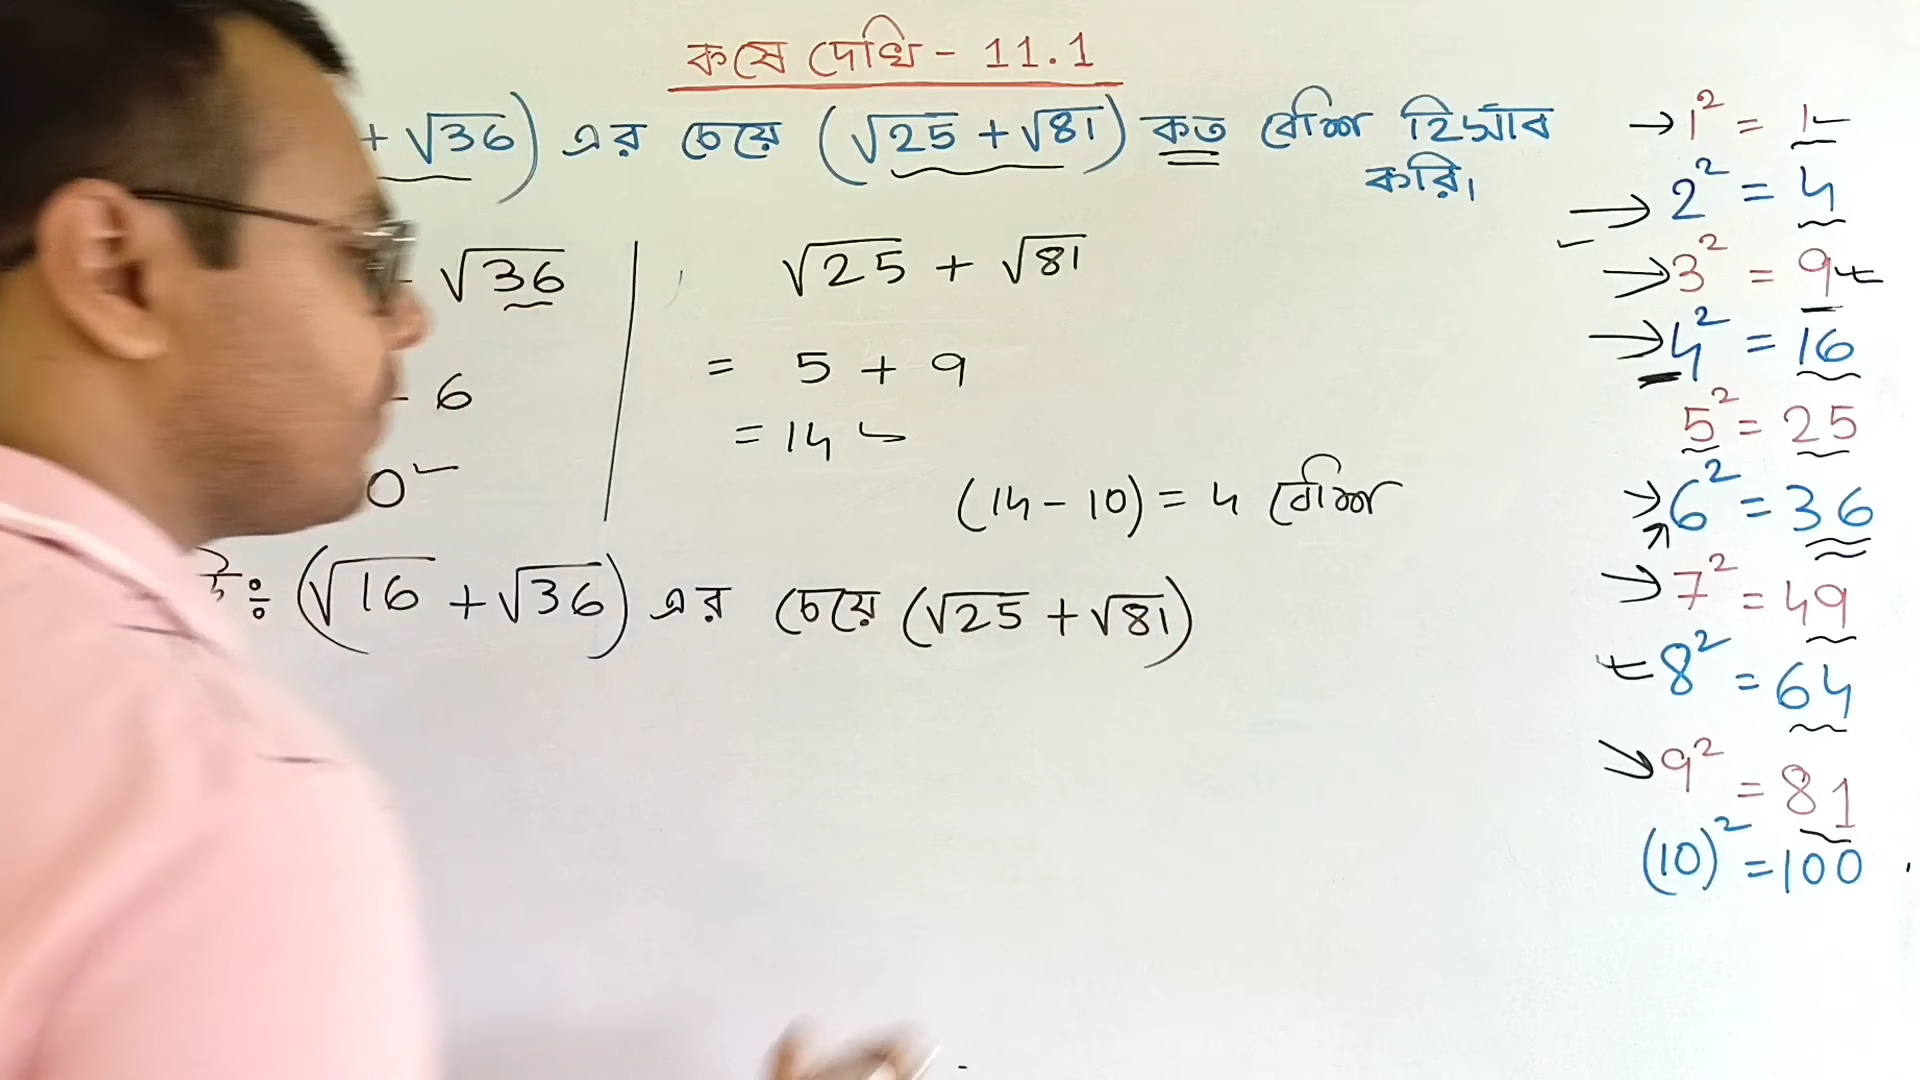 কষে দেখি - 11.1
+ √36) এর চেয়ে (√25 + √81) কত বেশি হিসাব
করি।
√36
- 6
0
√25 + √81
= 5 + 9
= 14
(14 - 10) = 4 বেশি
উঃ (√16 + √36) এর চেয়ে (√25 + √81)
→ 1² = 1
→ 2² = 4
→ 3² = 9
→ 4² = 16
5² = 25
→ 6² = 36
→ 7² = 49
8² = 64
→ 9² = 81
(10)² = 100